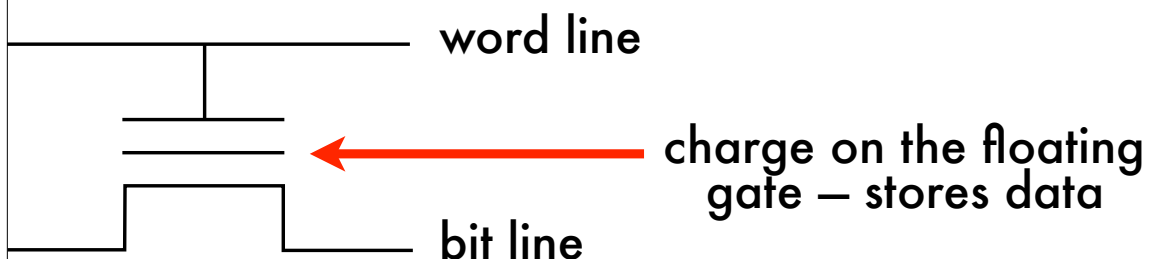 word line
charge on the floating
gate — stores data
bit line